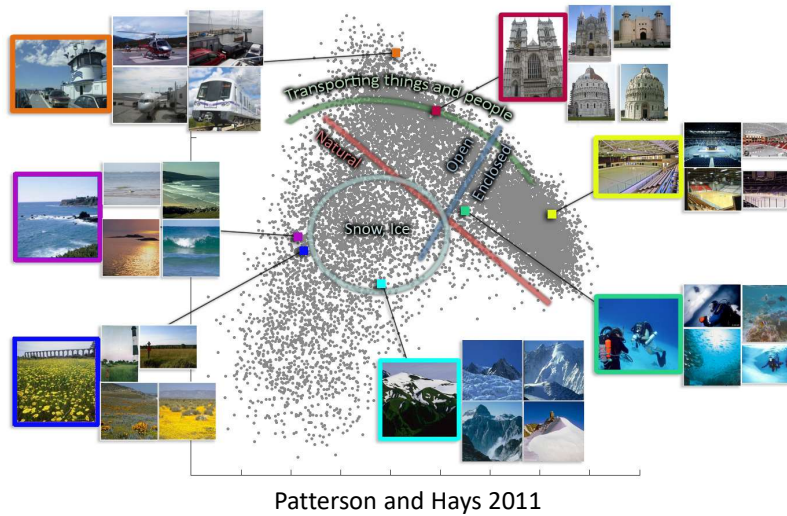 Transporting things and people
Natural
Open
Enclosed
Snow, Ice
Patterson and Hays 2011